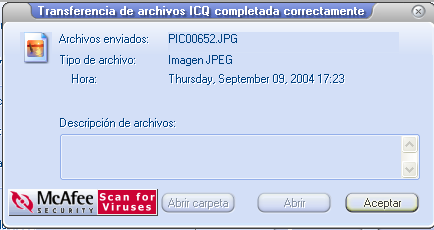 Transferencia de archivos ICQ completada correctamente
Archivos enviados: PIC00652.JPG
Tipo de archivo: Imagen JPEG
Hora: Thursday, September 09, 2004 17:23
Descripción de archivos:
McAfee SECURITY Scan for Viruses
Abrir carpeta Abrir Aceptar